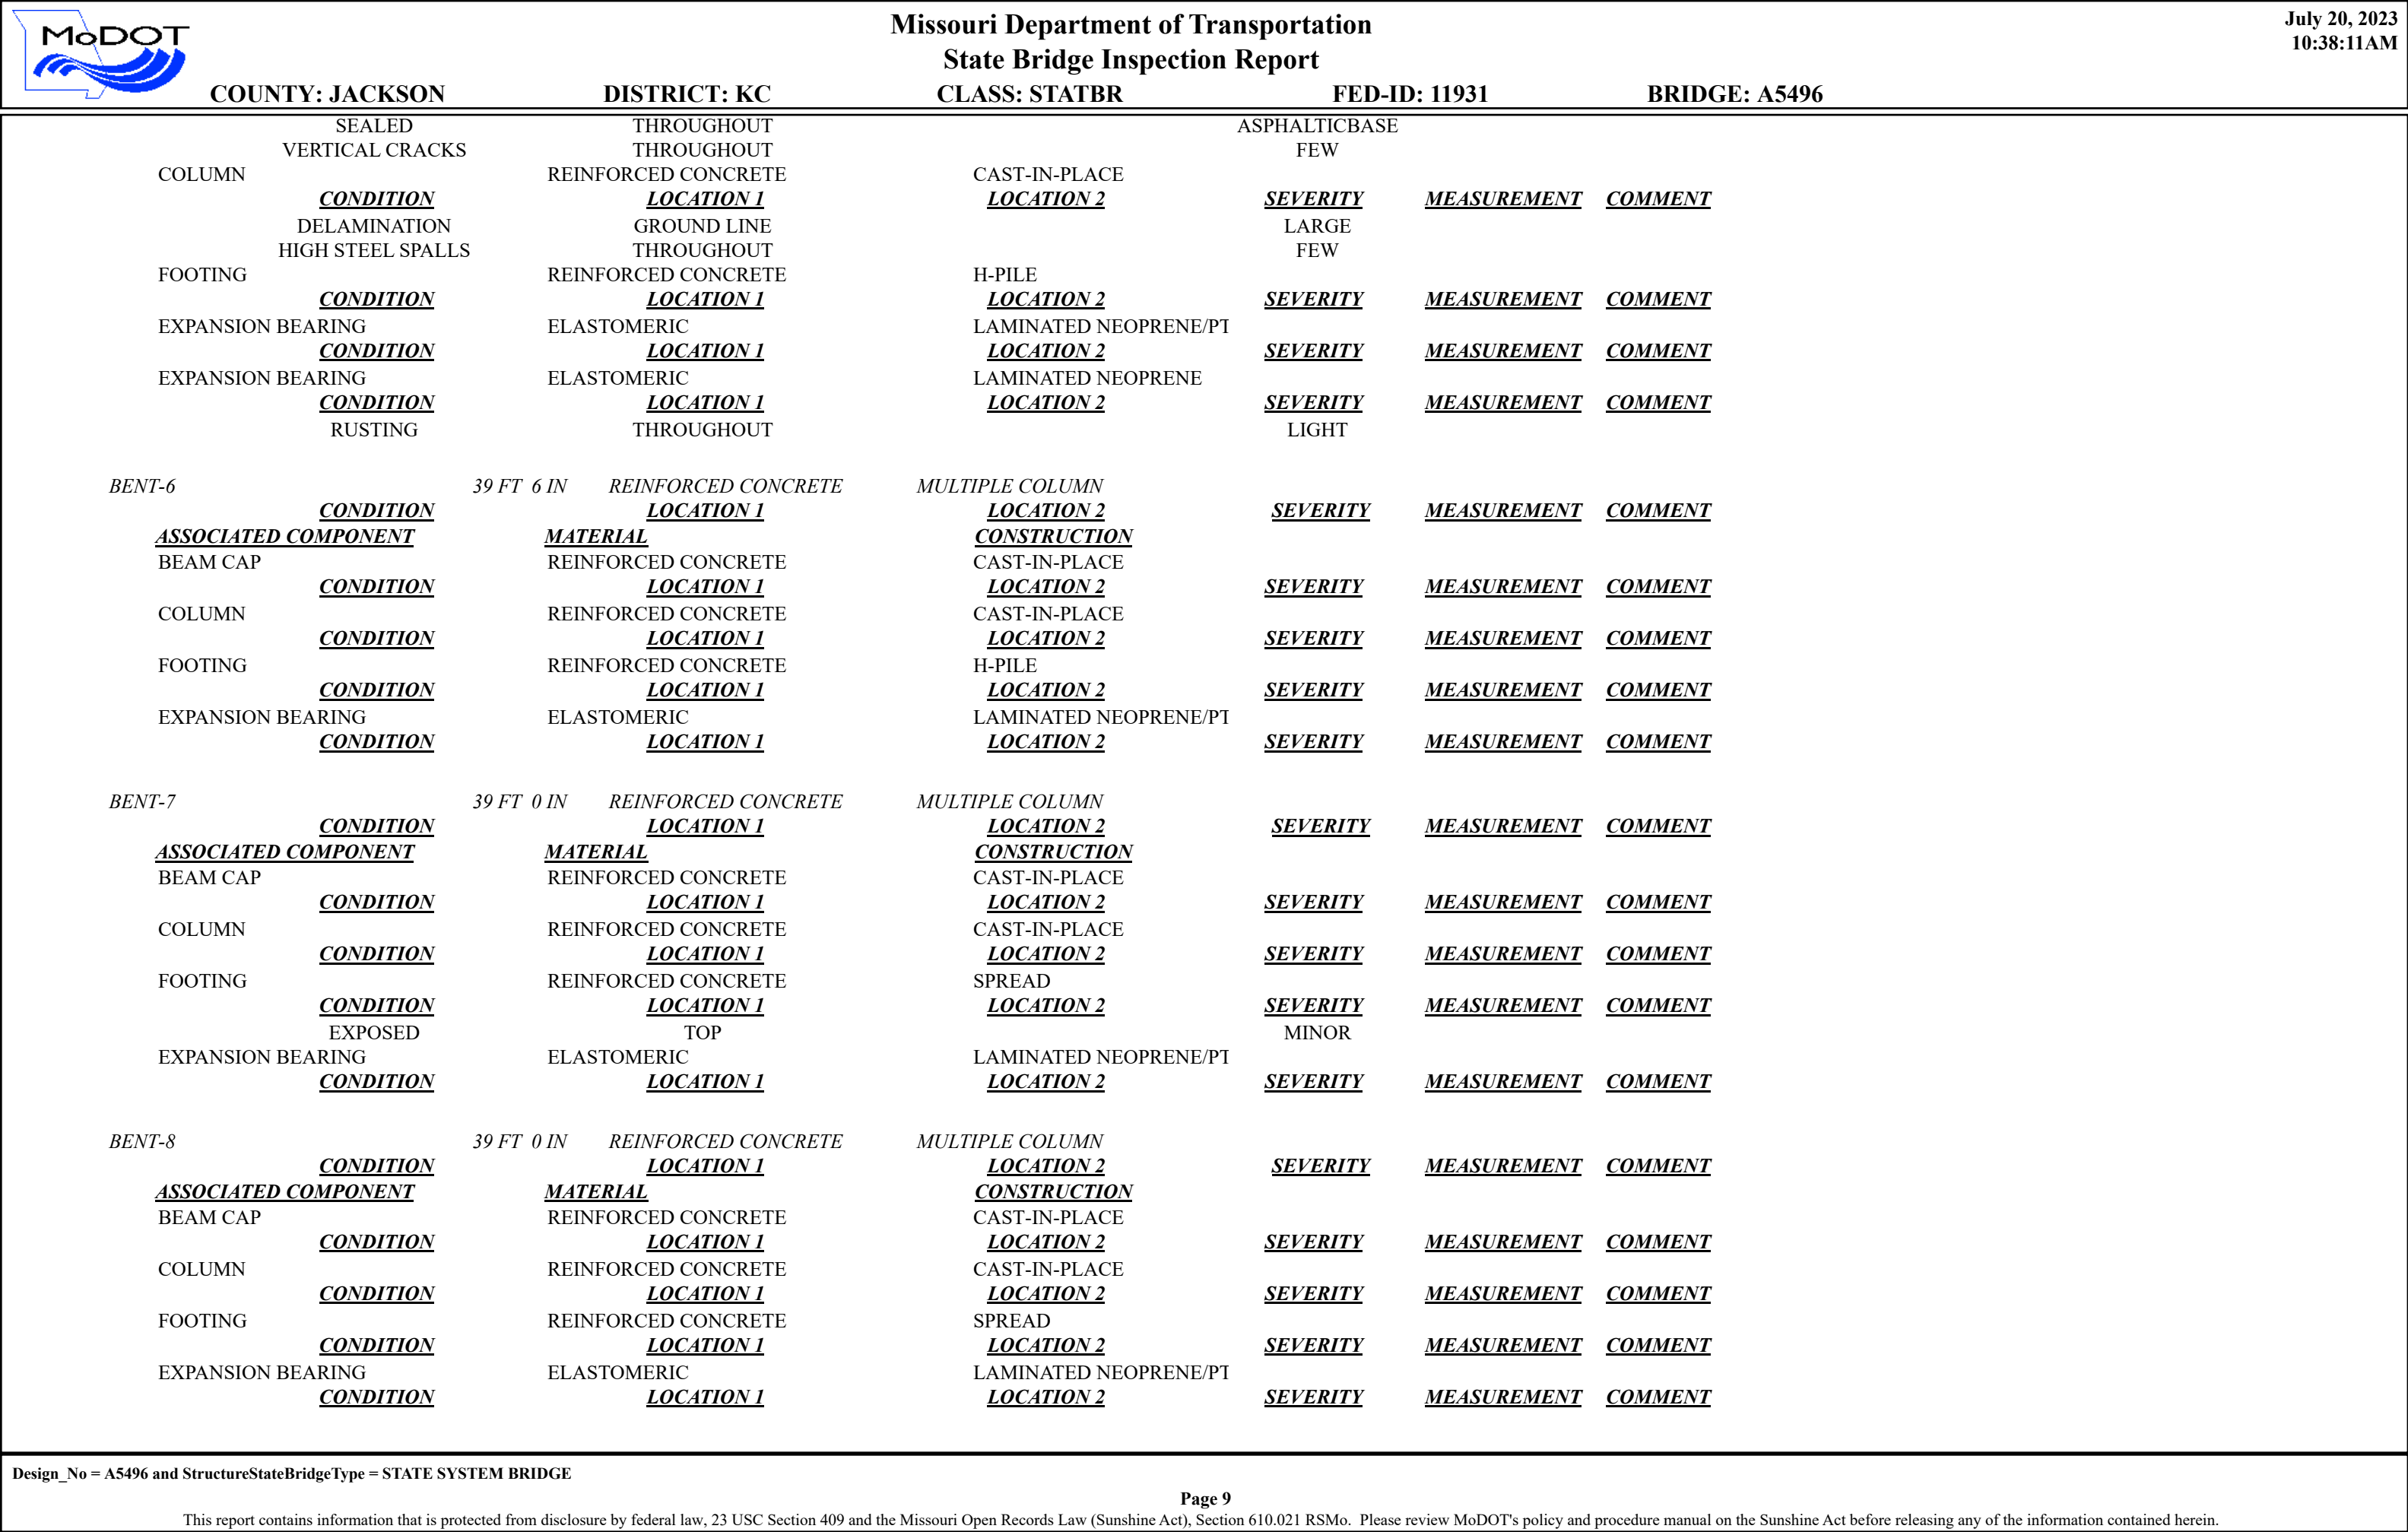 MoDOT
Missouri Department of Transportation
State Bridge Inspection Report
July 20, 2023
10:38:11AM
COUNTY: JACKSON DISTRICT: KC CLASS: STATBR FED-ID: 11931 BRIDGE: A5496
SEALED THROUGHOUT ASPHALTICBASE
VERTICAL CRACKS THROUGHOUT FEW
COLUMN REINFORCED CONCRETE CAST-IN-PLACE
CONDITION LOCATION 1 LOCATION 2 SEVERITY MEASUREMENT COMMENT
DELAMINATION GROUND LINE LARGE
HIGH STEEL SPALLS THROUGHOUT FEW
FOOTING REINFORCED CONCRETE H-PILE
CONDITION LOCATION 1 LOCATION 2 SEVERITY MEASUREMENT COMMENT
EXPANSION BEARING ELASTOMERIC LAMINATED NEOPRENE/PT
CONDITION LOCATION 1 LOCATION 2 SEVERITY MEASUREMENT COMMENT
EXPANSION BEARING ELASTOMERIC LAMINATED NEOPRENE
CONDITION LOCATION 1 LOCATION 2 SEVERITY MEASUREMENT COMMENT
RUSTING THROUGHOUT LIGHT
BENT-6 39 FT 6 IN REINFORCED CONCRETE MULTIPLE COLUMN
CONDITION LOCATION 1 LOCATION 2 SEVERITY MEASUREMENT COMMENT
ASSOCIATED COMPONENT MATERIAL CONSTRUCTION
BEAM CAP REINFORCED CONCRETE CAST-IN-PLACE
CONDITION LOCATION 1 LOCATION 2 SEVERITY MEASUREMENT COMMENT
COLUMN REINFORCED CONCRETE CAST-IN-PLACE
CONDITION LOCATION 1 LOCATION 2 SEVERITY MEASUREMENT COMMENT
FOOTING REINFORCED CONCRETE H-PILE
CONDITION LOCATION 1 LOCATION 2 SEVERITY MEASUREMENT COMMENT
EXPANSION BEARING ELASTOMERIC LAMINATED NEOPRENE/PT
CONDITION LOCATION 1 LOCATION 2 SEVERITY MEASUREMENT COMMENT
BENT-7 39 FT 0 IN REINFORCED CONCRETE MULTIPLE COLUMN
CONDITION LOCATION 1 LOCATION 2 SEVERITY MEASUREMENT COMMENT
ASSOCIATED COMPONENT MATERIAL CONSTRUCTION
BEAM CAP REINFORCED CONCRETE CAST-IN-PLACE
CONDITION LOCATION 1 LOCATION 2 SEVERITY MEASUREMENT COMMENT
COLUMN REINFORCED CONCRETE CAST-IN-PLACE
CONDITION LOCATION 1 LOCATION 2 SEVERITY MEASUREMENT COMMENT
FOOTING REINFORCED CONCRETE SPREAD
CONDITION LOCATION 1 LOCATION 2 SEVERITY MEASUREMENT COMMENT
EXPOSED TOP MINOR
EXPANSION BEARING ELASTOMERIC LAMINATED NEOPRENE/PT
CONDITION LOCATION 1 LOCATION 2 SEVERITY MEASUREMENT COMMENT
BENT-8 39 FT 0 IN REINFORCED CONCRETE MULTIPLE COLUMN
CONDITION LOCATION 1 LOCATION 2 SEVERITY MEASUREMENT COMMENT
ASSOCIATED COMPONENT MATERIAL CONSTRUCTION
BEAM CAP REINFORCED CONCRETE CAST-IN-PLACE
CONDITION LOCATION 1 LOCATION 2 SEVERITY MEASUREMENT COMMENT
COLUMN REINFORCED CONCRETE CAST-IN-PLACE
CONDITION LOCATION 1 LOCATION 2 SEVERITY MEASUREMENT COMMENT
FOOTING REINFORCED CONCRETE SPREAD
CONDITION LOCATION 1 LOCATION 2 SEVERITY MEASUREMENT COMMENT
EXPANSION BEARING ELASTOMERIC LAMINATED NEOPRENE/PT
CONDITION LOCATION 1 LOCATION 2 SEVERITY MEASUREMENT COMMENT
Design_No = A5496 and StructureStateBridgeType = STATE SYSTEM BRIDGE
Page 9
This report contains information that is protected from disclosure by federal law, 23 USC Section 409 and the Missouri Open Records Law (Sunshine Act), Section 610.021 RSMo. Please review MoDOT's policy and procedure manual on the Sunshine Act before releasing any of the information contained herein.